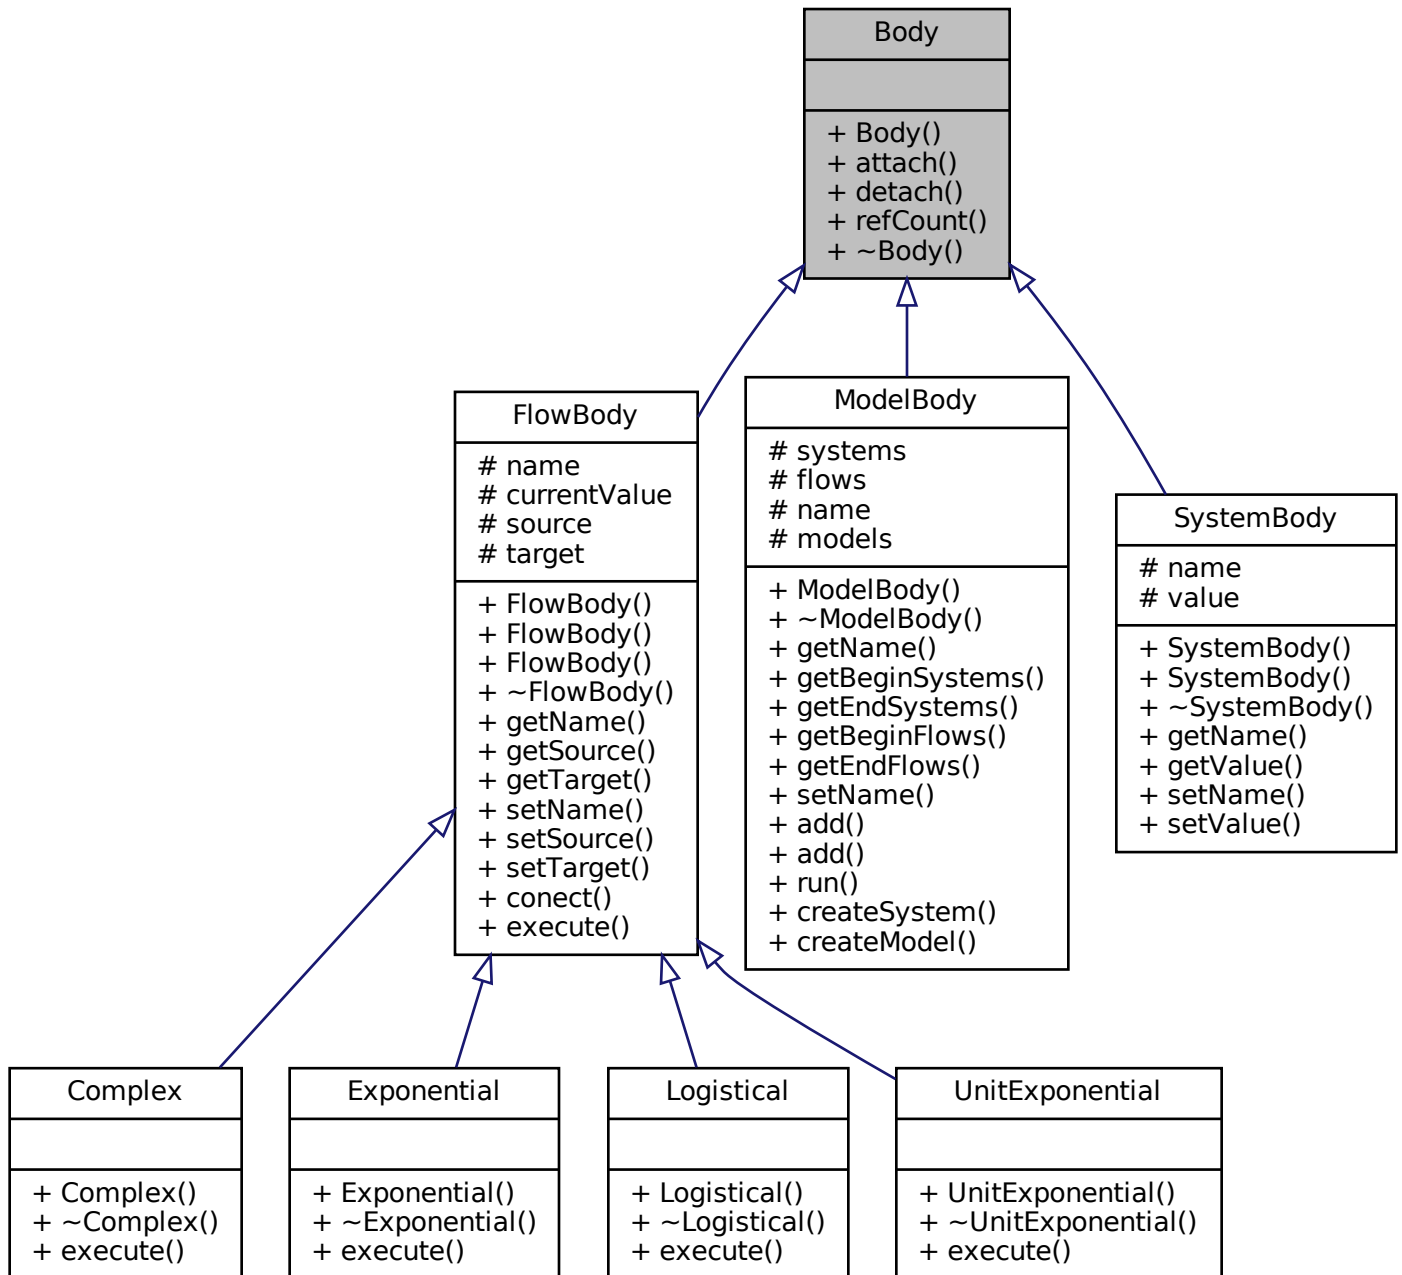 Body
+ Body()
+ attach()
+ detach()
+ refCount()
+ ~Body()
FlowBody
# name
# currentValue
# source
# target
+ FlowBody()
+ FlowBody()
+ FlowBody()
+ ~FlowBody()
+ getName()
+ getSource()
+ getTarget()
+ setName()
+ setSource()
+ setTarget()
+ conect()
+ execute()
ModelBody
# systems
# flows
# name
# models
+ ModelBody()
+ ~ModelBody()
+ getName()
+ getBeginSystems()
+ getEndSystems()
+ getBeginFlows()
+ getEndFlows()
+ setName()
+ add()
+ add()
+ run()
+ createSystem()
+ createModel()
SystemBody
# name
# value
+ SystemBody()
+ SystemBody()
+ ~SystemBody()
+ getName()
+ getValue()
+ setName()
+ setValue()
Complex
+ Complex()
+ ~Complex()
+ execute()
Exponential
+ Exponential()
+ ~Exponential()
+ execute()
Logistical
+ Logistical()
+ ~Logistical()
+ execute()
UnitExponential
+ UnitExponential()
+ ~UnitExponential()
+ execute()